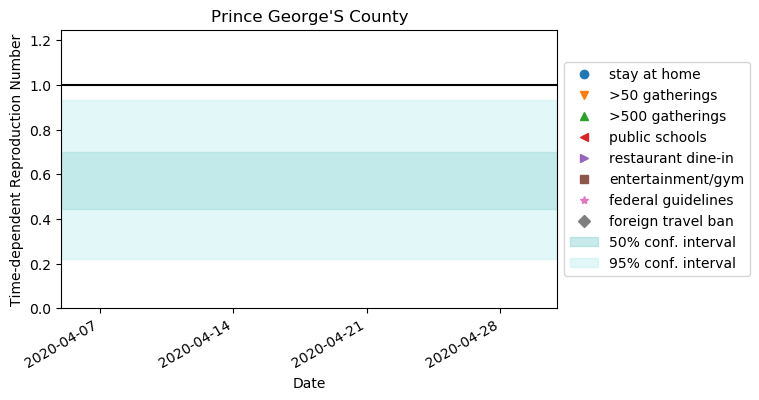 Prince George'S County
Time-dependent Reproduction Number
1.2
1.0
0.8
0.6
0.4
0.2
0.0
2020-04-07
2020-04-14
2020-04-21
2020-04-28
Date
stay at home
>50 gatherings
>500 gatherings
public schools
restaurant dine-in
entertainment/gym
federal guidelines
foreign travel ban
50% conf. interval
95% conf. interval